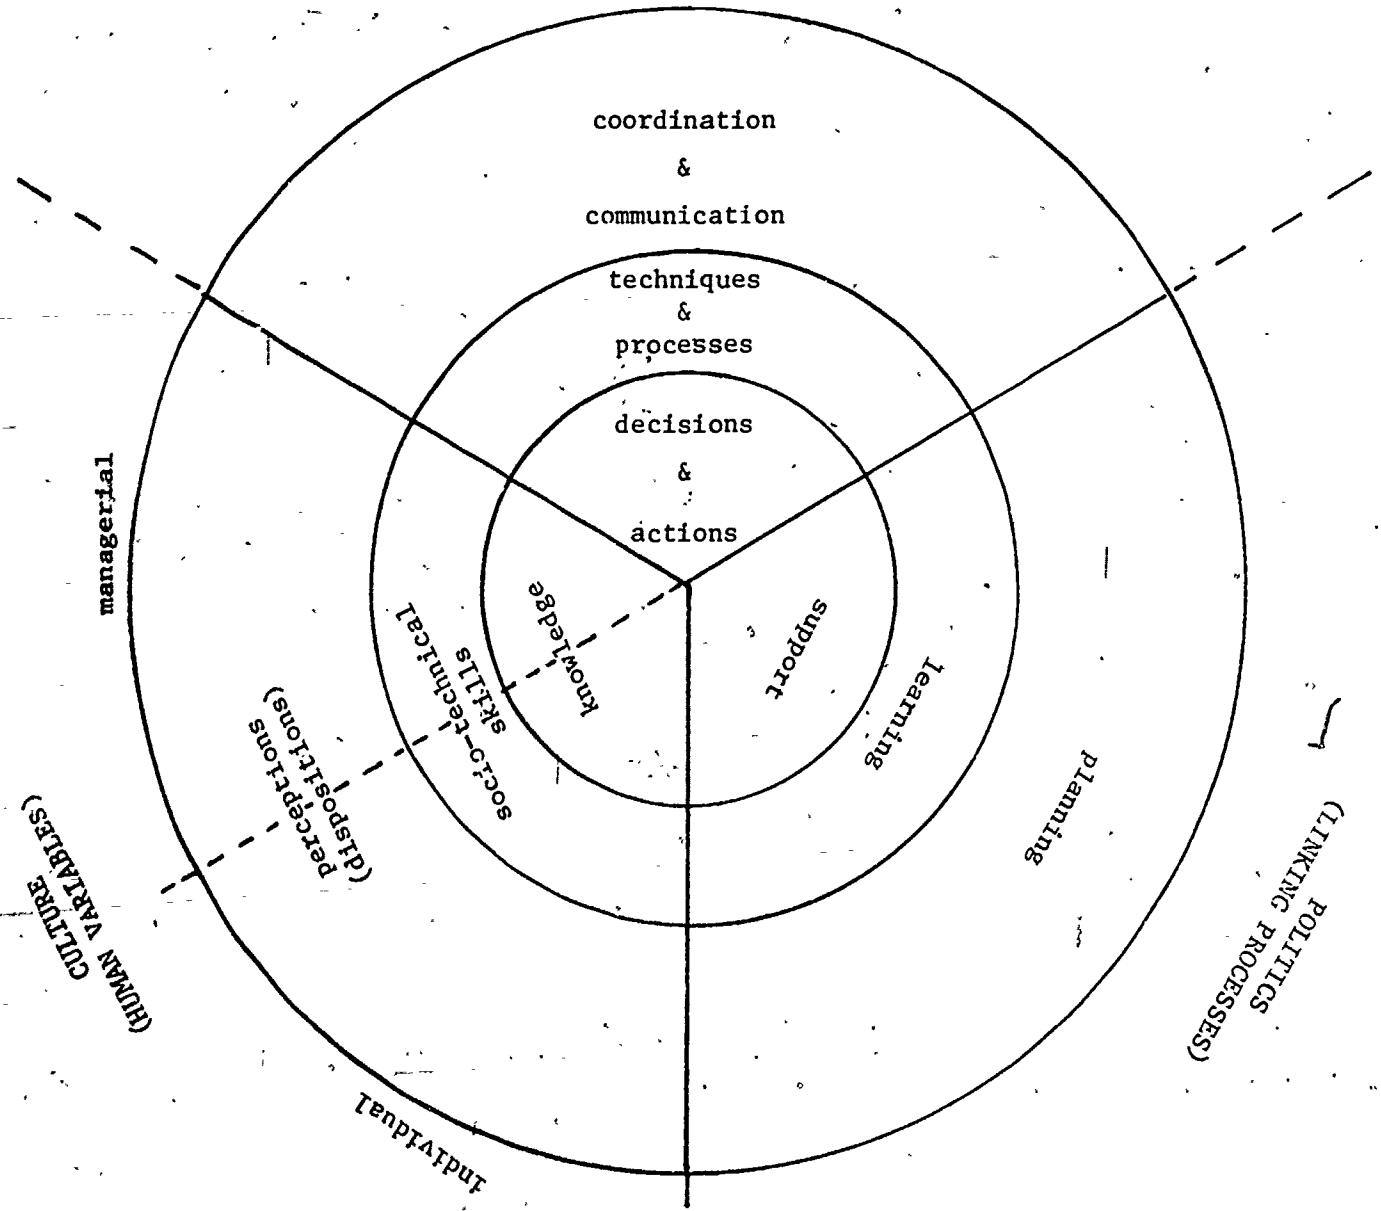 coordination
&
communication
techniques
&
processes
decisions
&
actions
knowledge
socio-technical
skills
perceptions
(dispositions)
support
learning
planning
managerial
individual
CULTURE
(HUMAN VARIABLES)
POLITICS
(LINKING PROCESSES)